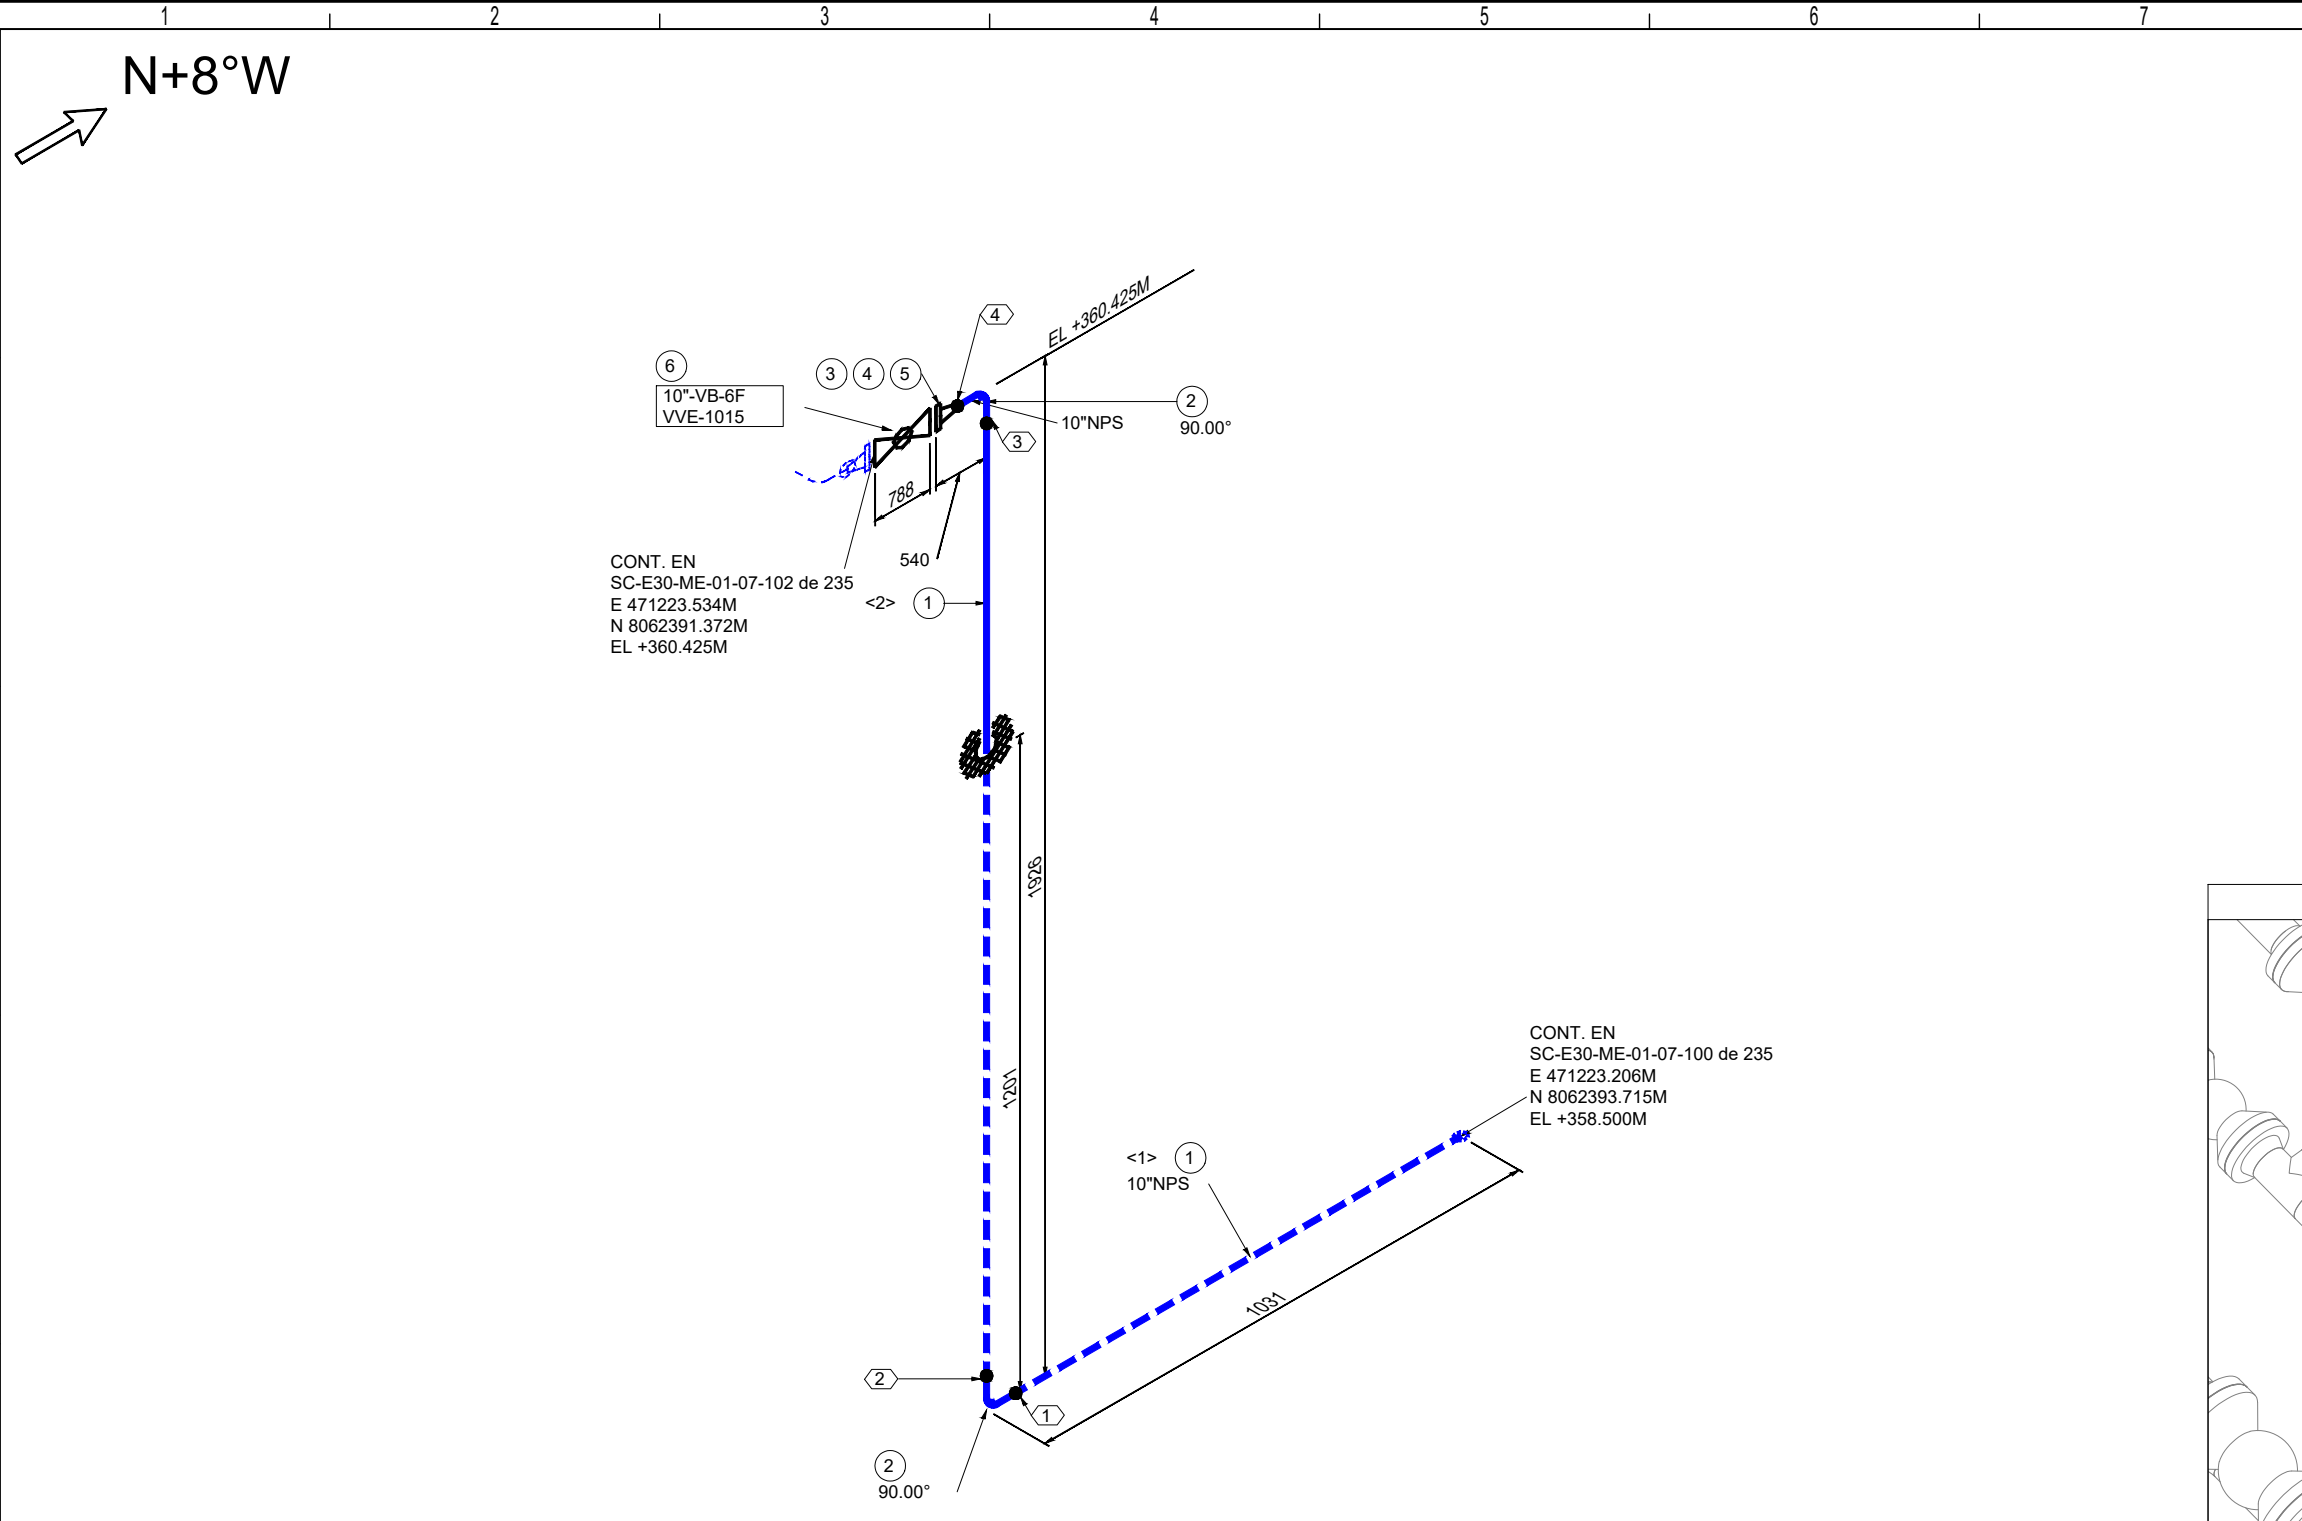 1 2 3 4 5 6 7
N+8°W
EL +360.425M
4
6
3 4 5
10"-VB-6F
VVE-1015
2
90.00°
10"NPS
3
788
540
CONT. EN
SC-E30-ME-01-07-102 de 235
E 471223.534M
N 8062391.372M
EL +360.425M
<2> 1
1926
1201
CONT. EN
SC-E30-ME-01-07-100 de 235
E 471223.206M
N 8062393.715M
EL +358.500M
<1> 1
10"NPS
1031
2
1
2
90.00°